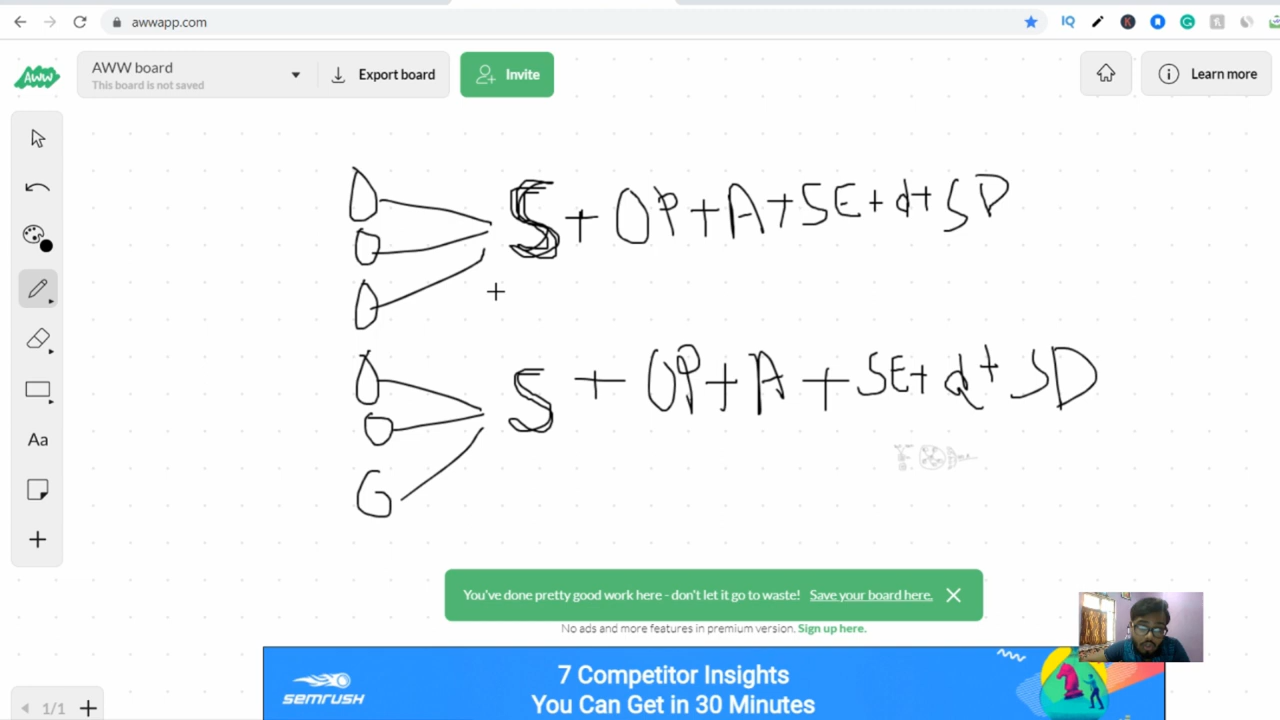 awwapp.com
AWW
AWW board
This board is not saved
Export board
Invite
Learn more
IQ
D
O
D
S + OP + A + SE + d + SD
O
O
G
S + OP + A + SE + d + SD
Aa
You've done pretty good work here - don't let it go to waste! Save your board here.
No ads and more features in premium version. Sign up here.
SEMRUSH
7 Competitor Insights
You Can Get in 30 Minutes
1/1